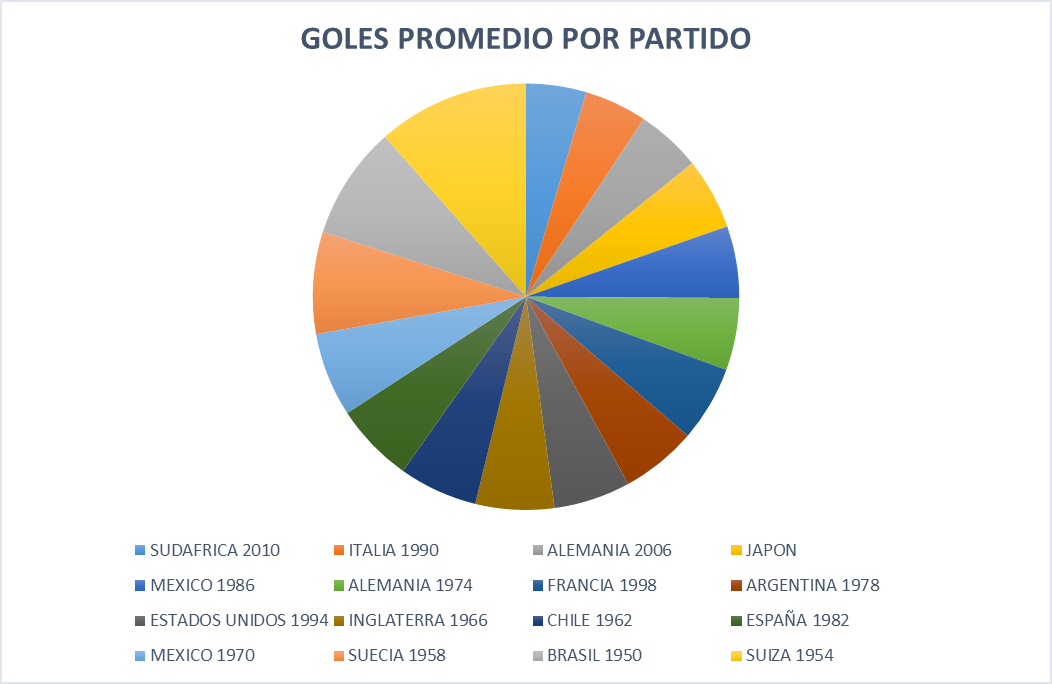 GOLES PROMEDIO POR PARTIDO
SUDAFRICA 2010 ITALIA 1990 ALEMANIA 2006 JAPON
MEXICO 1986 ALEMANIA 1974 FRANCIA 1998 ARGENTINA 1978
ESTADOS UNIDOS 1994 INGLATERRA 1966 CHILE 1962 ESPAÑA 1982
MEXICO 1970 SUECIA 1958 BRASIL 1950 SUIZA 1954